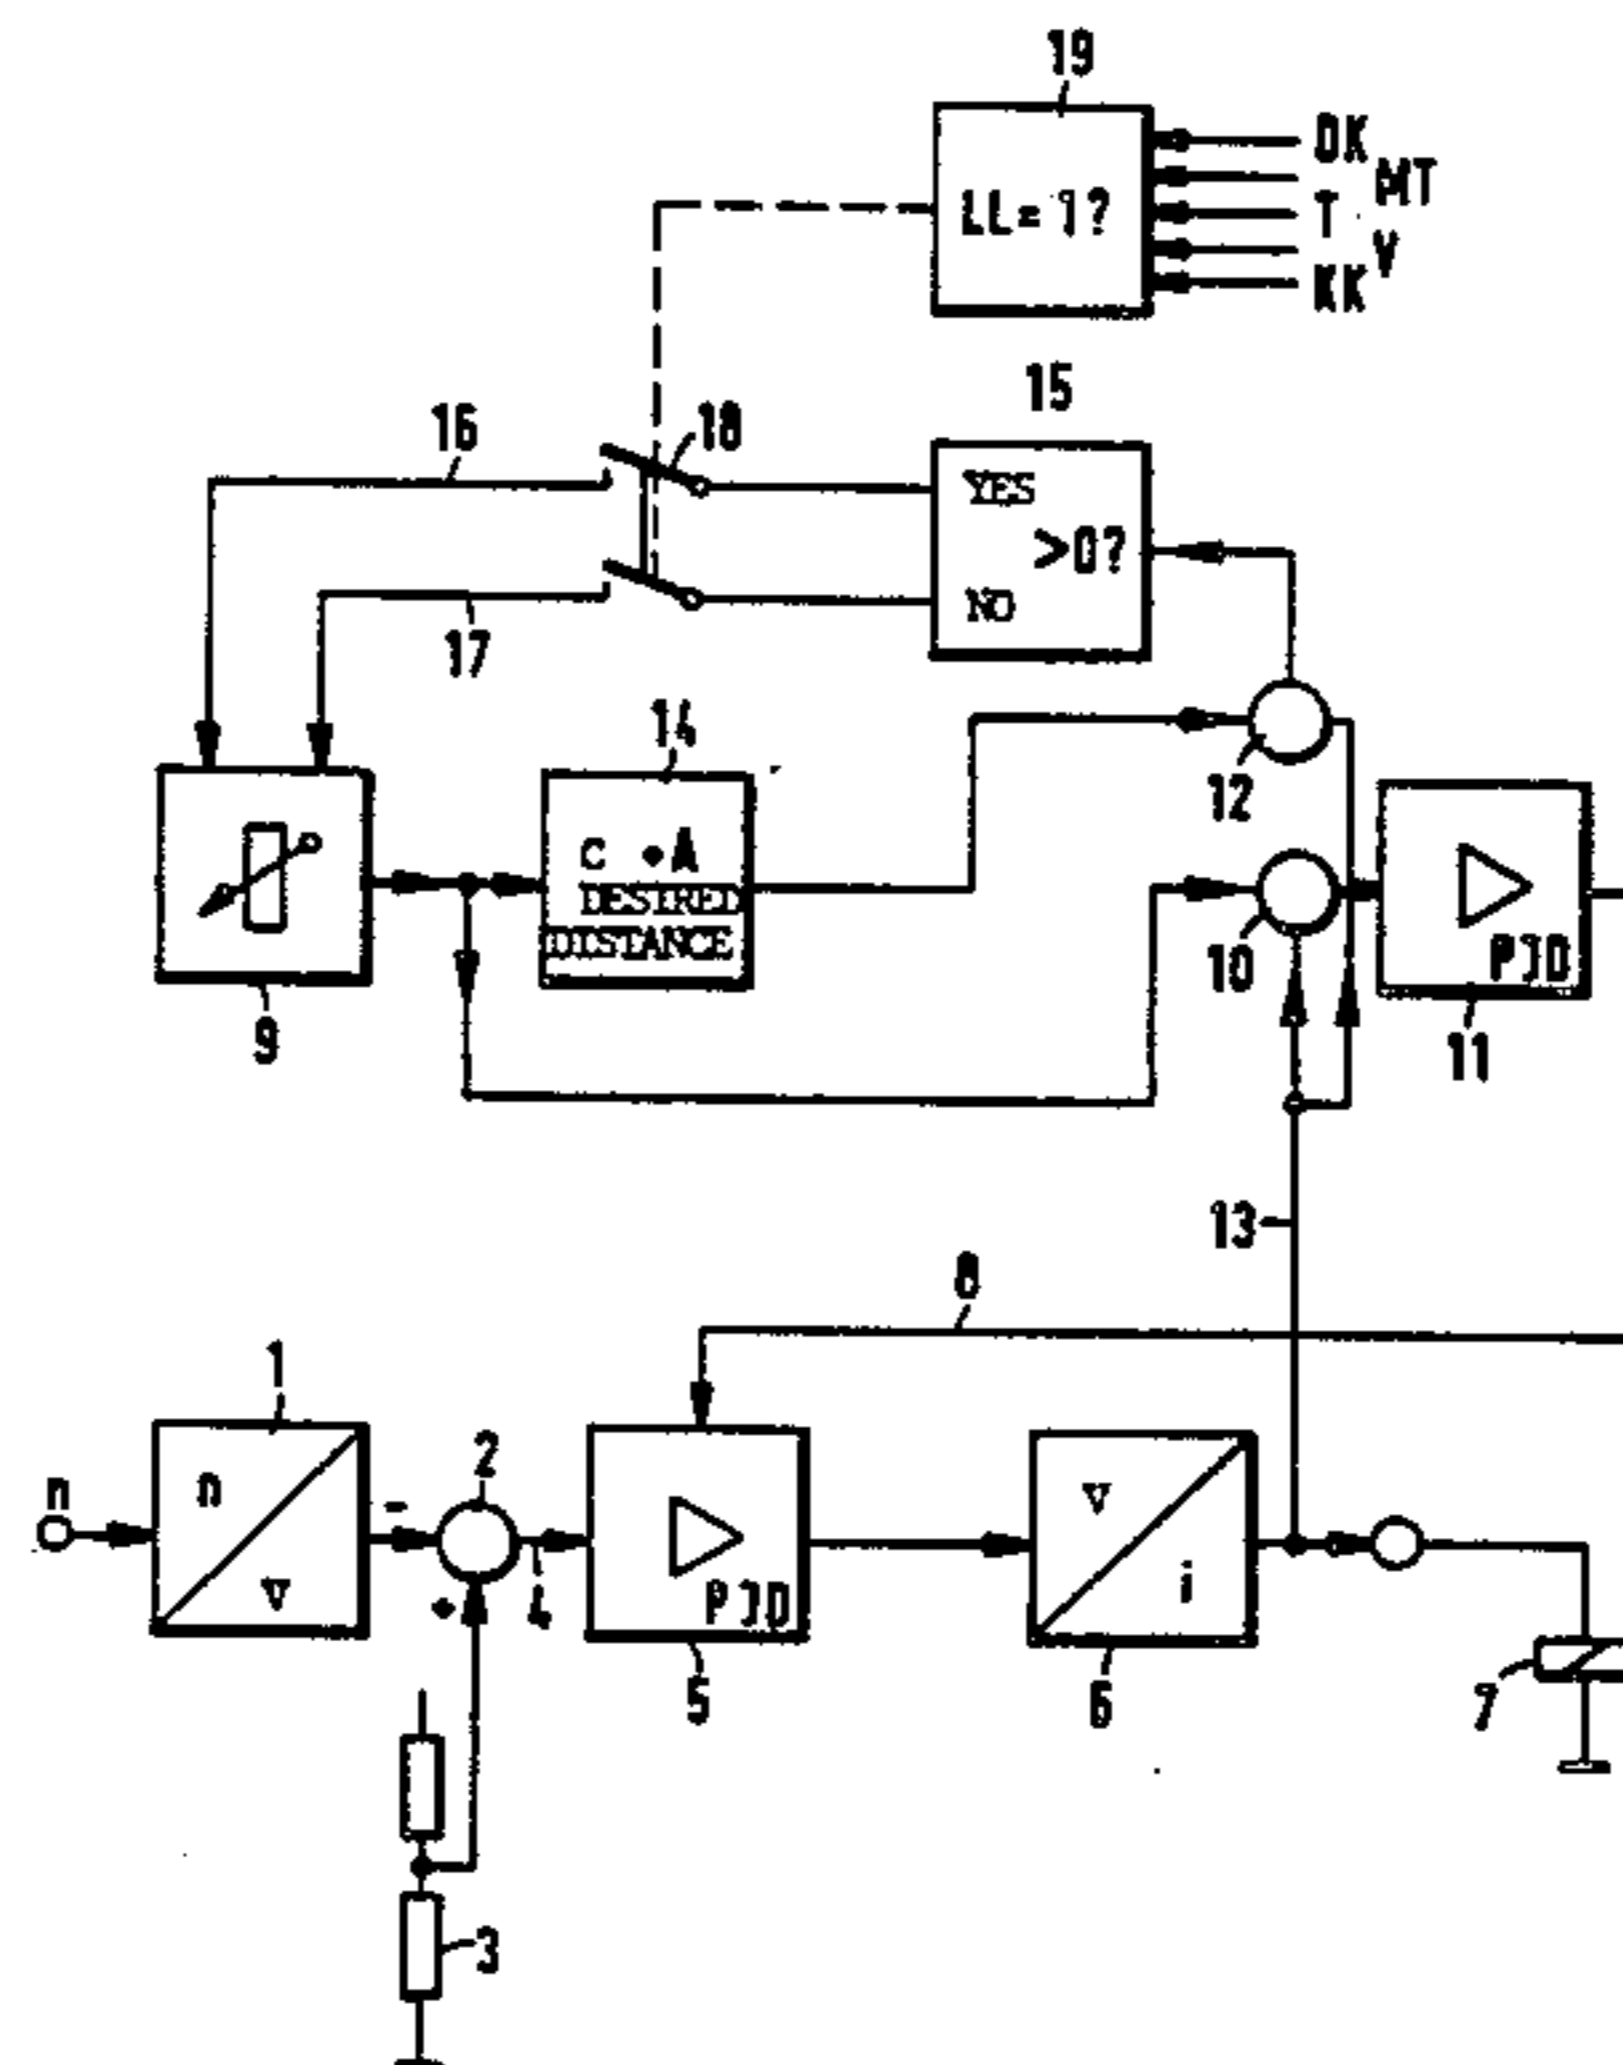 19
DK
MT
LL=1?
T
V
KK
15
16
18
YES
>0?
NO
17
14
12
C +A
DESIRED
DISTANCE
10
PID
9
11
13
8
1
2
n
n
v
-
+
4
PID
v
i
5
6
7
3